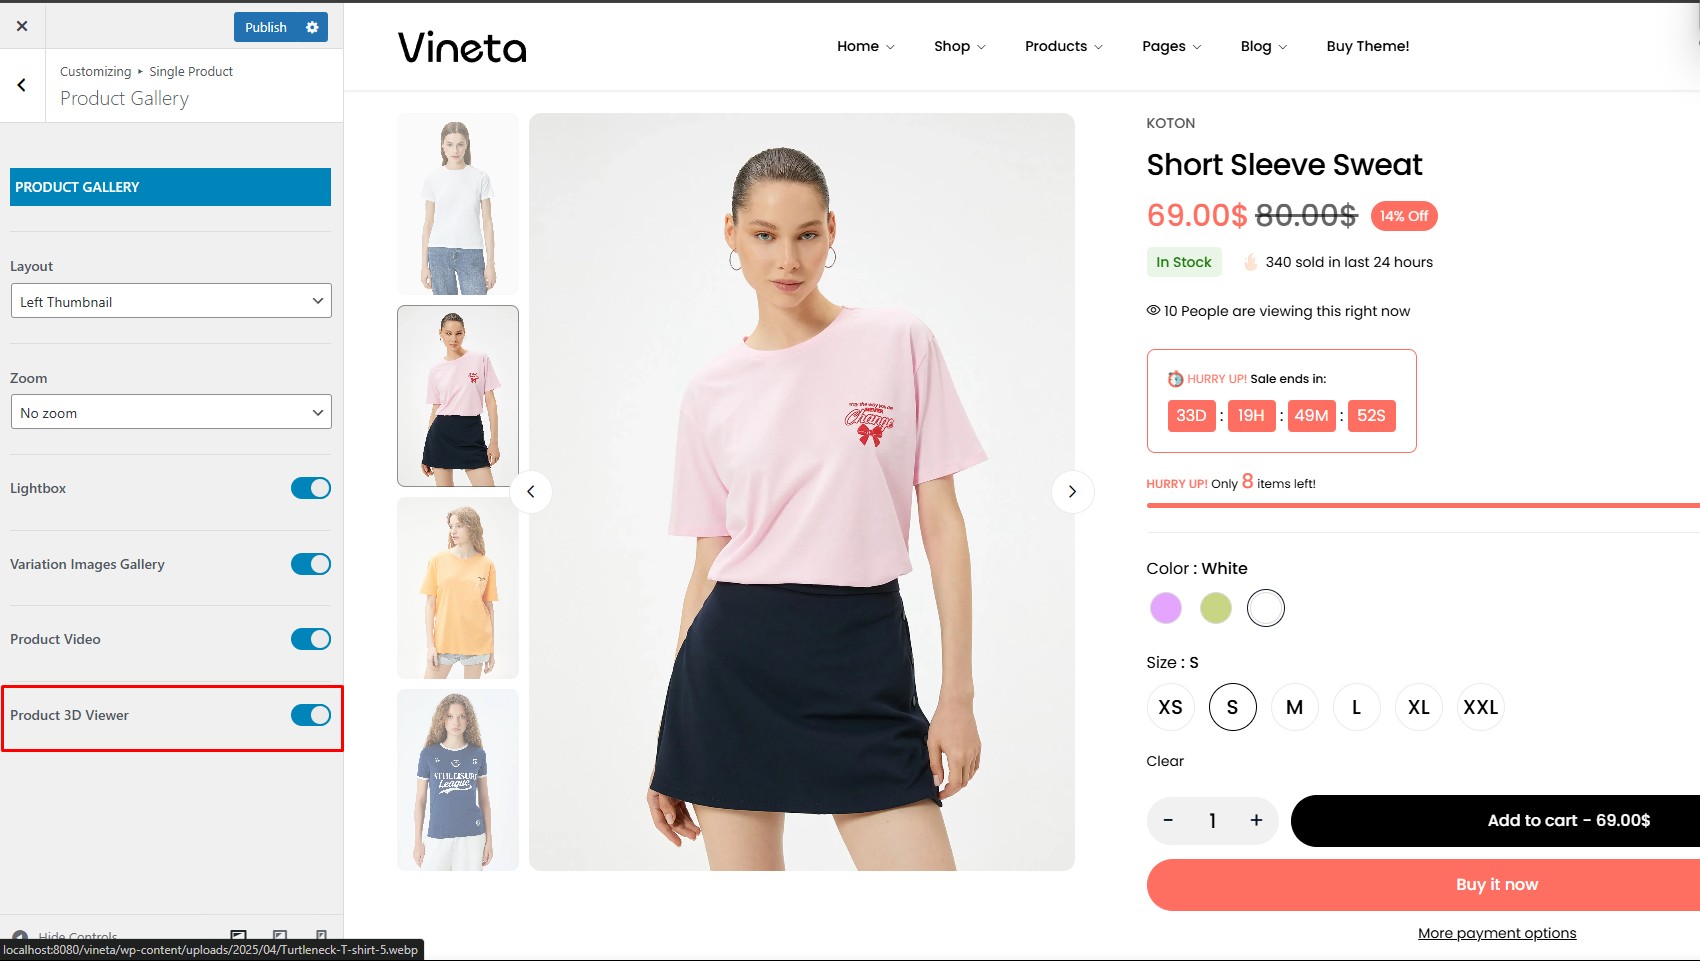 Publish
Customizing ▸ Single Product
Product Gallery
PRODUCT GALLERY
Layout
Left Thumbnail
Zoom
No zoom
Lightbox
Variation Images Gallery
Product Video
Product 3D Viewer
Hide Controls
localhost:8080/vineta/wp-content/uploads/2025/04/Turtleneck-T-shirt-5.webp
Vineta
Home
Shop
Products
Pages
Blog
Buy Theme!
Change
League
KOTON
Short Sleeve Sweat
69.00$ 80.00$ 14% Off
In Stock
340 sold in last 24 hours
10 People are viewing this right now
HURRY UP! Sale ends in:
33D : 19H : 49M : 52S
HURRY UP! Only 8 items left!
Color : White
Size : S
XS S M L XL XXL
Clear
- 1 +
Add to cart - 69.00$
Buy it now
More payment options